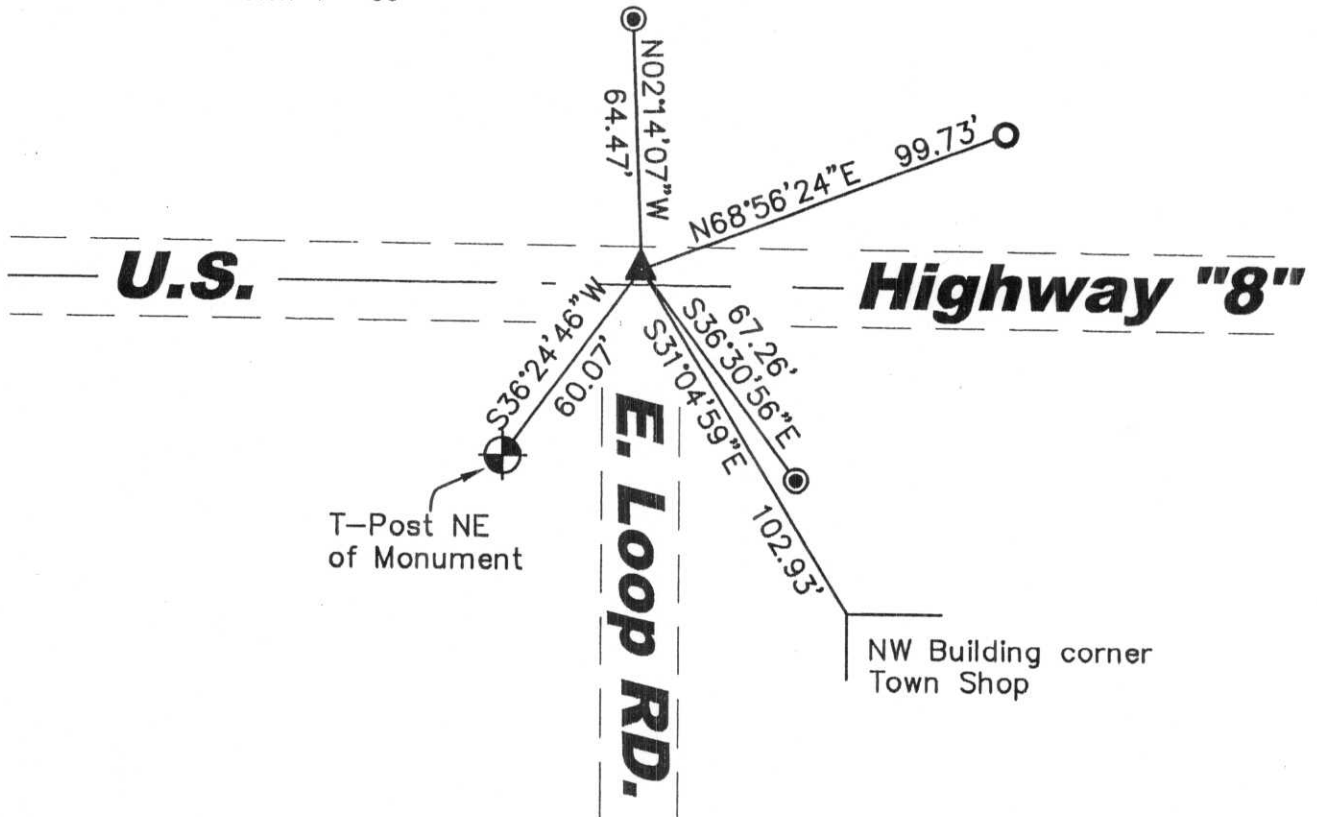 N02°14'07"W
64.47'
N68°56'24"E 99.73'
U.S.
Highway "8"
S36°24'46"W
60.07'
67.26'
S36°30'56"E
S31°04'59"E
102.93'
E. Loop RD.
T-Post NE
of Monument
NW Building corner
Town Shop